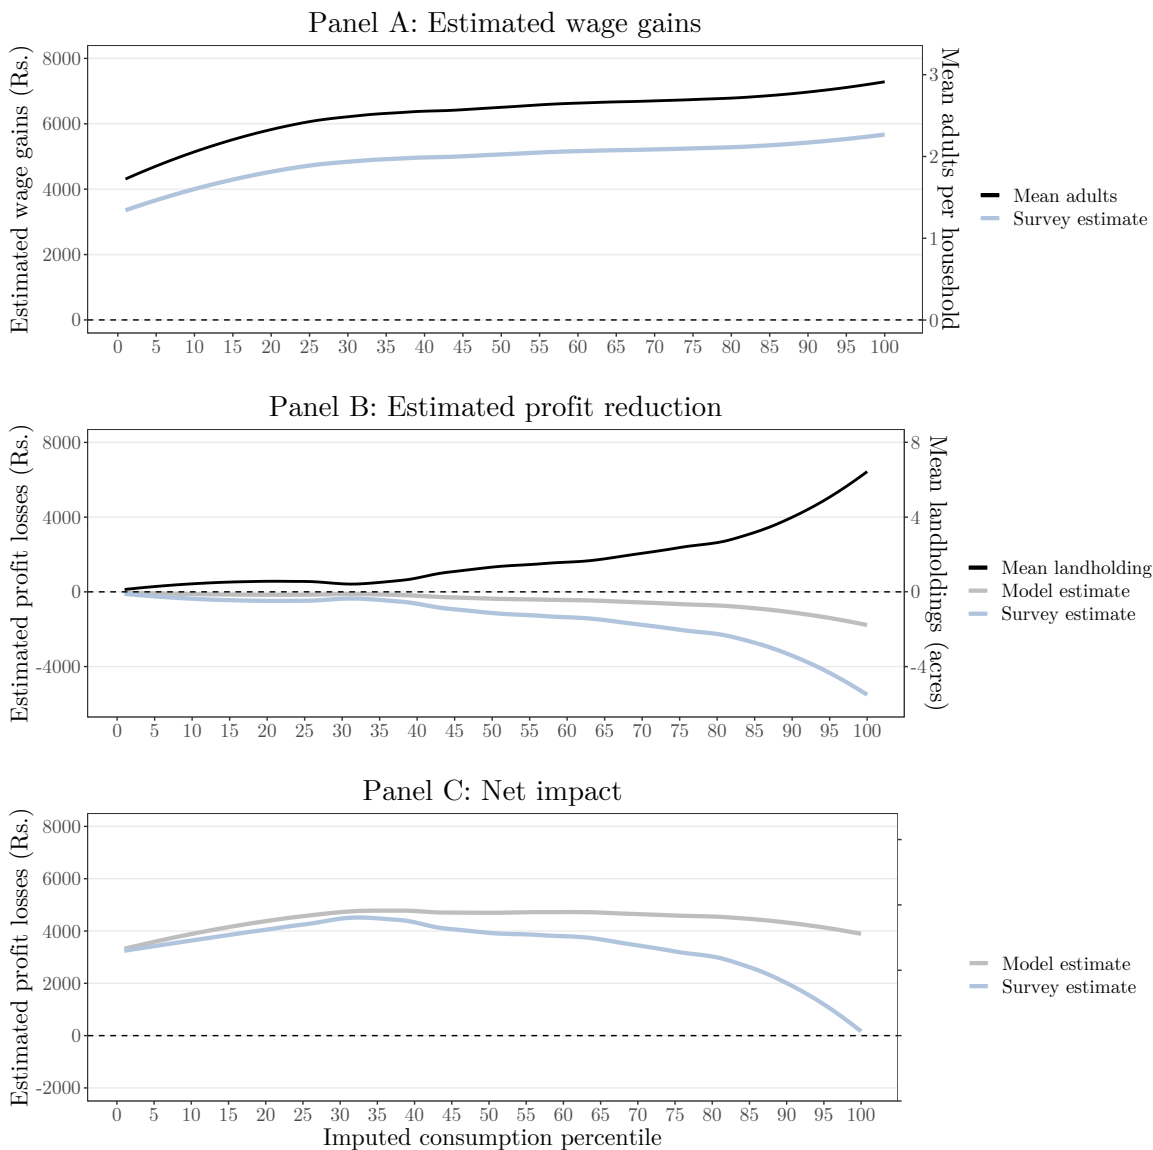 Panel A: Estimated wage gains
Estimated wage gains (Rs.)
8000
6000
4000
2000
0
3
2
1
0
Mean adults per household
0 5 10 15 20 25 30 35 40 45 50 55 60 65 70 75 80 85 90 95 100
Mean adults
Survey estimate
Panel B: Estimated profit reduction
Estimated profit losses (Rs.)
8000
4000
0
-4000
8
4
0
-4
Mean landholdings (acres)
0 5 10 15 20 25 30 35 40 45 50 55 60 65 70 75 80 85 90 95 100
Mean landholding
Model estimate
Survey estimate
Panel C: Net impact
Estimated profit losses (Rs.)
8000
6000
4000
2000
0
-2000
0 5 10 15 20 25 30 35 40 45 50 55 60 65 70 75 80 85 90 95 100
Imputed consumption percentile
Model estimate
Survey estimate